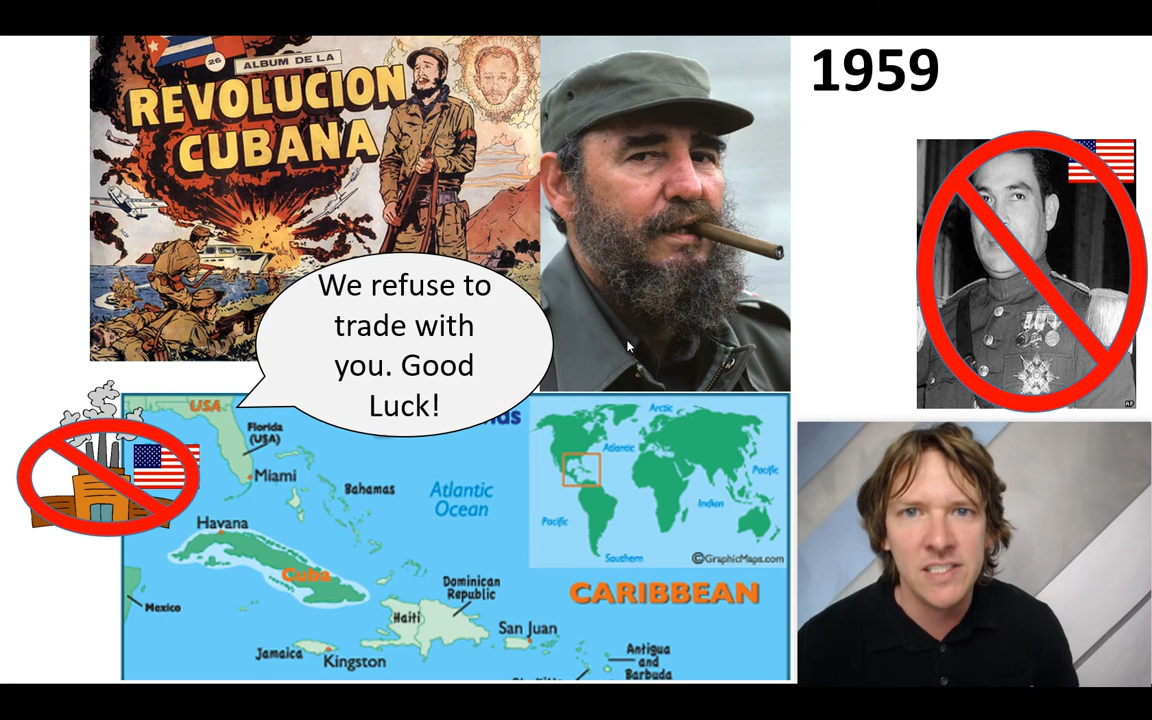 26
ALBUM DE LA
REVOLUCION
CUBANA
1959
AP
We refuse to
trade with
you. Good
Luck!
USA
nds
Florida
(USA)
Miami
Bahamas
Atlantic
Ocean
Havana
Cuba
Mexico
Haiti
Dominican
Republic
Jamaica
Kingston
San Juan
Antigua
and
Barbuda
CARIBBEAN
Arctic
Atlantic
Pacific
Indian
Pacific
Southern
©GraphicMaps.com